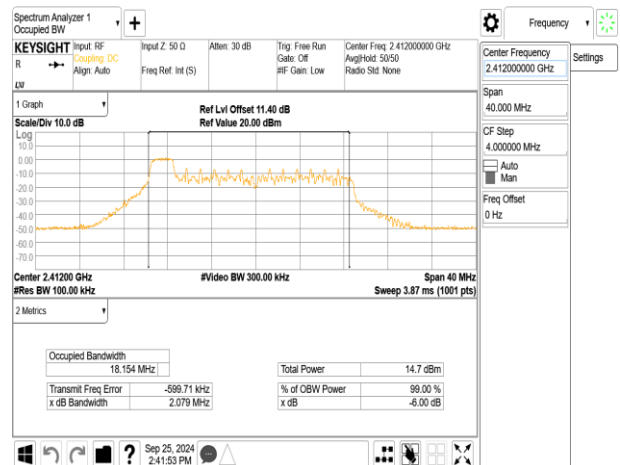 Spectrum Analyzer 1
Occupied BW
+
Frequency
KEYSIGHT
R
LXI
Input: RF
Coupling: DC
Align: Auto
Input Z: 50 Ω
Freq Ref: Int (S)
Atten: 30 dB
Trig: Free Run
Gate: Off
#IF Gain: Low
Center Freq: 2.412000000 GHz
Avg|Hold: 50/50
Radio Std: None
Center Frequency
2.412000000 GHz
Settings
Span
40.000 MHz
CF Step
4.000000 MHz
Auto
Man
Freq Offset
0 Hz
1 Graph
Scale/Div 10.0 dB
Ref Lvl Offset 11.40 dB
Ref Value 20.00 dBm
Log
10.0
0.00
-10.0
-20.0
-30.0
-40.0
-50.0
-60.0
-70.0
Center 2.41200 GHz
#Video BW 300.00 kHz
Span 40 MHz
#Res BW 100.00 kHz
Sweep 3.87 ms (1001 pts)
2 Metrics
Occupied Bandwidth
18.154 MHz
Total Power 14.7 dBm
Transmit Freq Error -599.71 kHz
% of OBW Power 99.00 %
x dB Bandwidth 2.079 MHz
x dB -6.00 dB
?
Sep 25, 2024
2:41:53 PM